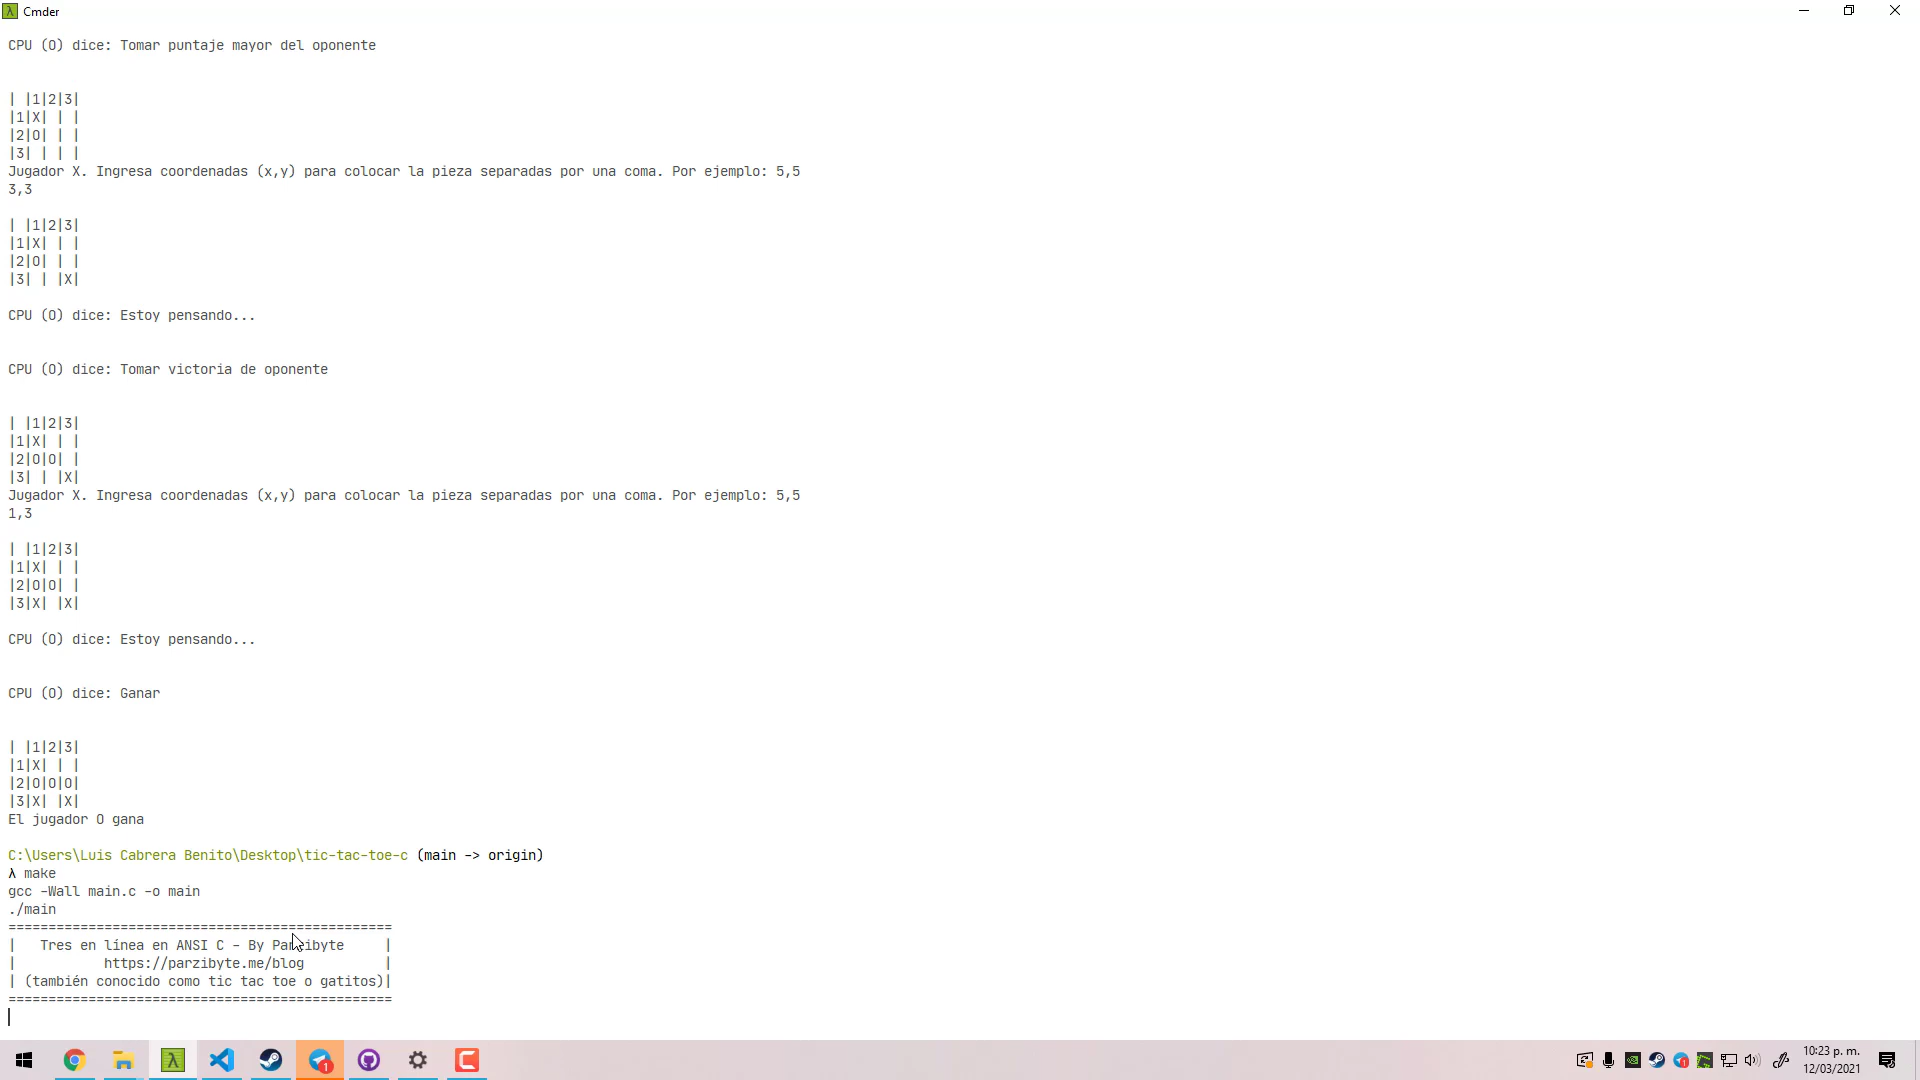 Cmder
CPU (O) dice: Tomar puntaje mayor del oponente
| |1|2|3|
|1|X| | |
|2|O| | |
|3| | | |
Jugador X. Ingresa coordenadas (x,y) para colocar la pieza separadas por una coma. Por ejemplo: 5,5
3,3
| |1|2|3|
|1|X| | |
|2|O| | |
|3| | |X|
CPU (O) dice: Estoy pensando...
CPU (O) dice: Tomar victoria de oponente
| |1|2|3|
|1|X| | |
|2|O|O| |
|3| | |X|
Jugador X. Ingresa coordenadas (x,y) para colocar la pieza separadas por una coma. Por ejemplo: 5,5
1,3
| |1|2|3|
|1|X| | |
|2|O|O| |
|3|X| |X|
CPU (O) dice: Estoy pensando...
CPU (O) dice: Ganar
| |1|2|3|
|1|X| | |
|2|O|O|O|
|3|X| |X|
El jugador O gana
C:\Users\Luis Cabrera Benito\Desktop\tic-tac-toe-c (main -> origin)
λ make
gcc -Wall main.c -o main
./main
================================================
|   Tres en línea en ANSI C - By Parzibyte     |
|           https://parzibyte.me/blog          |
| (también conocido como tic tac toe o gatitos)|
================================================
10:23 p. m.
12/03/2021